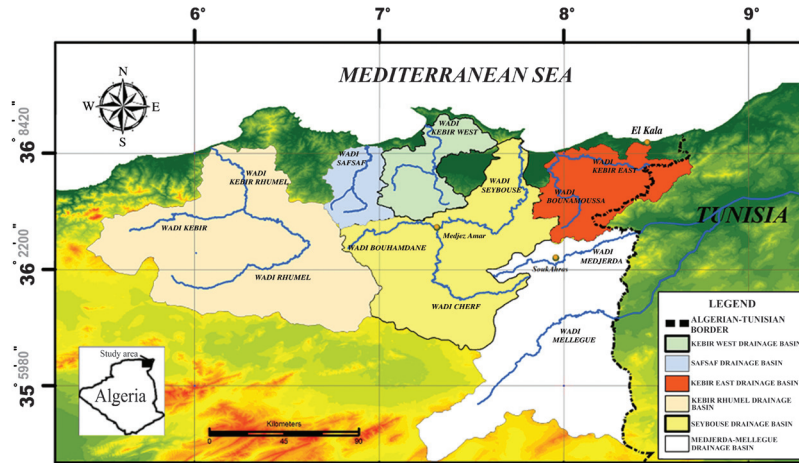 6° 7° 8° 9°
MEDITERRANEAN SEA
N
W E
S
36° 8420'"
36° 2200'"
35° 5980'"
El Kala
WADI
KEBIR WEST
WADI
SAFSAF
WADI
KEBIR RHUMEL
WADI
SEYBOUSE
WADI
KEBIR EAST
WADI
BOUNAMOUSSA
TUNISIA
WADI KEBIR
WADI BOUHAMDANE
Medjez Amar
WADI
MEDJERDA
SoukAhras
WADI RHUMEL
WADI CHERF
WADI
MELLEGUE
Study area
Algeria
Kilometers
0 45 90
LEGEND
ALGERIAN-TUNISIAN
BORDER
KEBIR WEST DRAINAGE BASIN
SAFSAF DRAINAGE BASIN
KEBIR EAST DRAINAGE BASIN
KEBIR RHUMEL DRAINAGE
BASIN
SEYBOUSE DRAINAGE BASIN
MEDJERDA-MELLEGUE
DRAINAGE BASIN